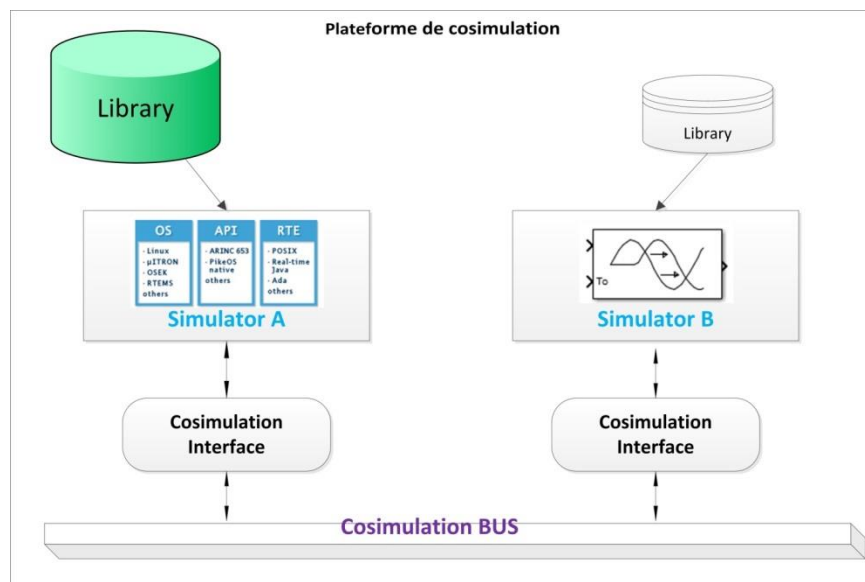 Plateforme de cosimulation
Library
Library
OS
- Linux
- µITRON
- OSEK
- RTEMS
others
API
- ARINC 653
- PikeOS
native
others
RTE
- POSIX
- Real-time
Java
- Ada
others
Simulator A
To
Simulator B
Cosimulation
Interface
Cosimulation
Interface
Cosimulation BUS